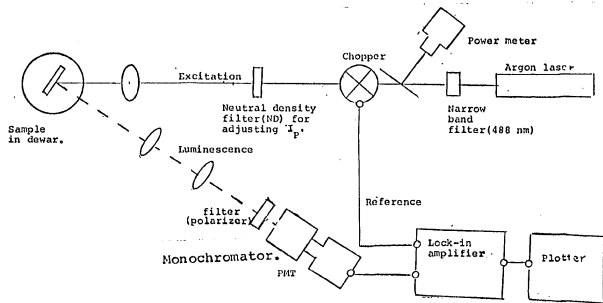 Power meter
Chopper
Argon laser
Excitation
Neutral density
filter(ND) for
adjusting I_p.
Narrow
band
filter(488 nm)
Sample
in dewar.
Luminescence
Reference
filter
(polarizer)
Lock-in
amplifier
Plotter
Monochromator.
PMT